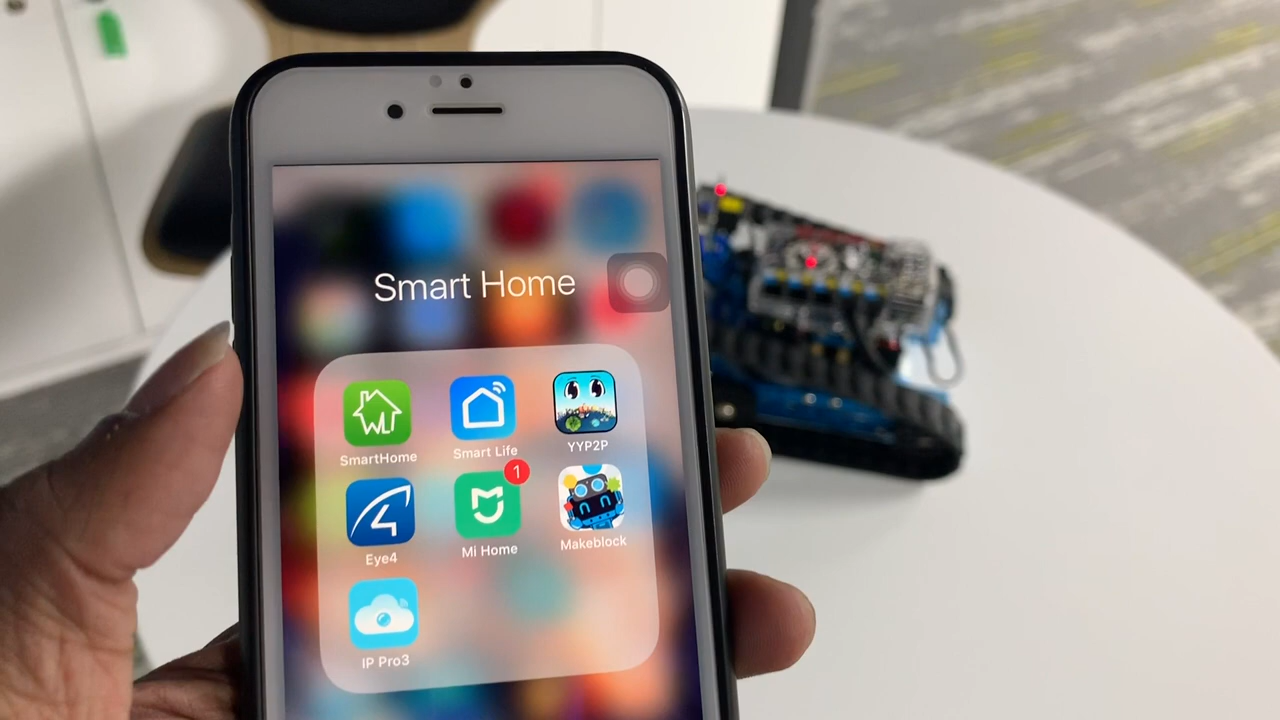 Smart Home
SmartHome
Smart Life
YYP2P
Eye4
1
Mi Home
Makeblock
IP Pro3